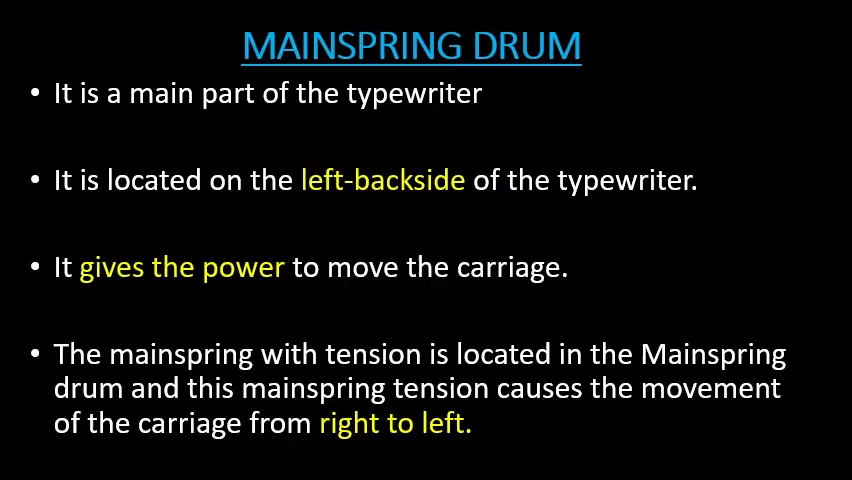 MAINSPRING DRUM
• It is a main part of the typewriter
• It is located on the left-backside of the typewriter.
• It gives the power to move the carriage.
• The mainspring with tension is located in the Mainspring
drum and this mainspring tension causes the movement
of the carriage from right to left.